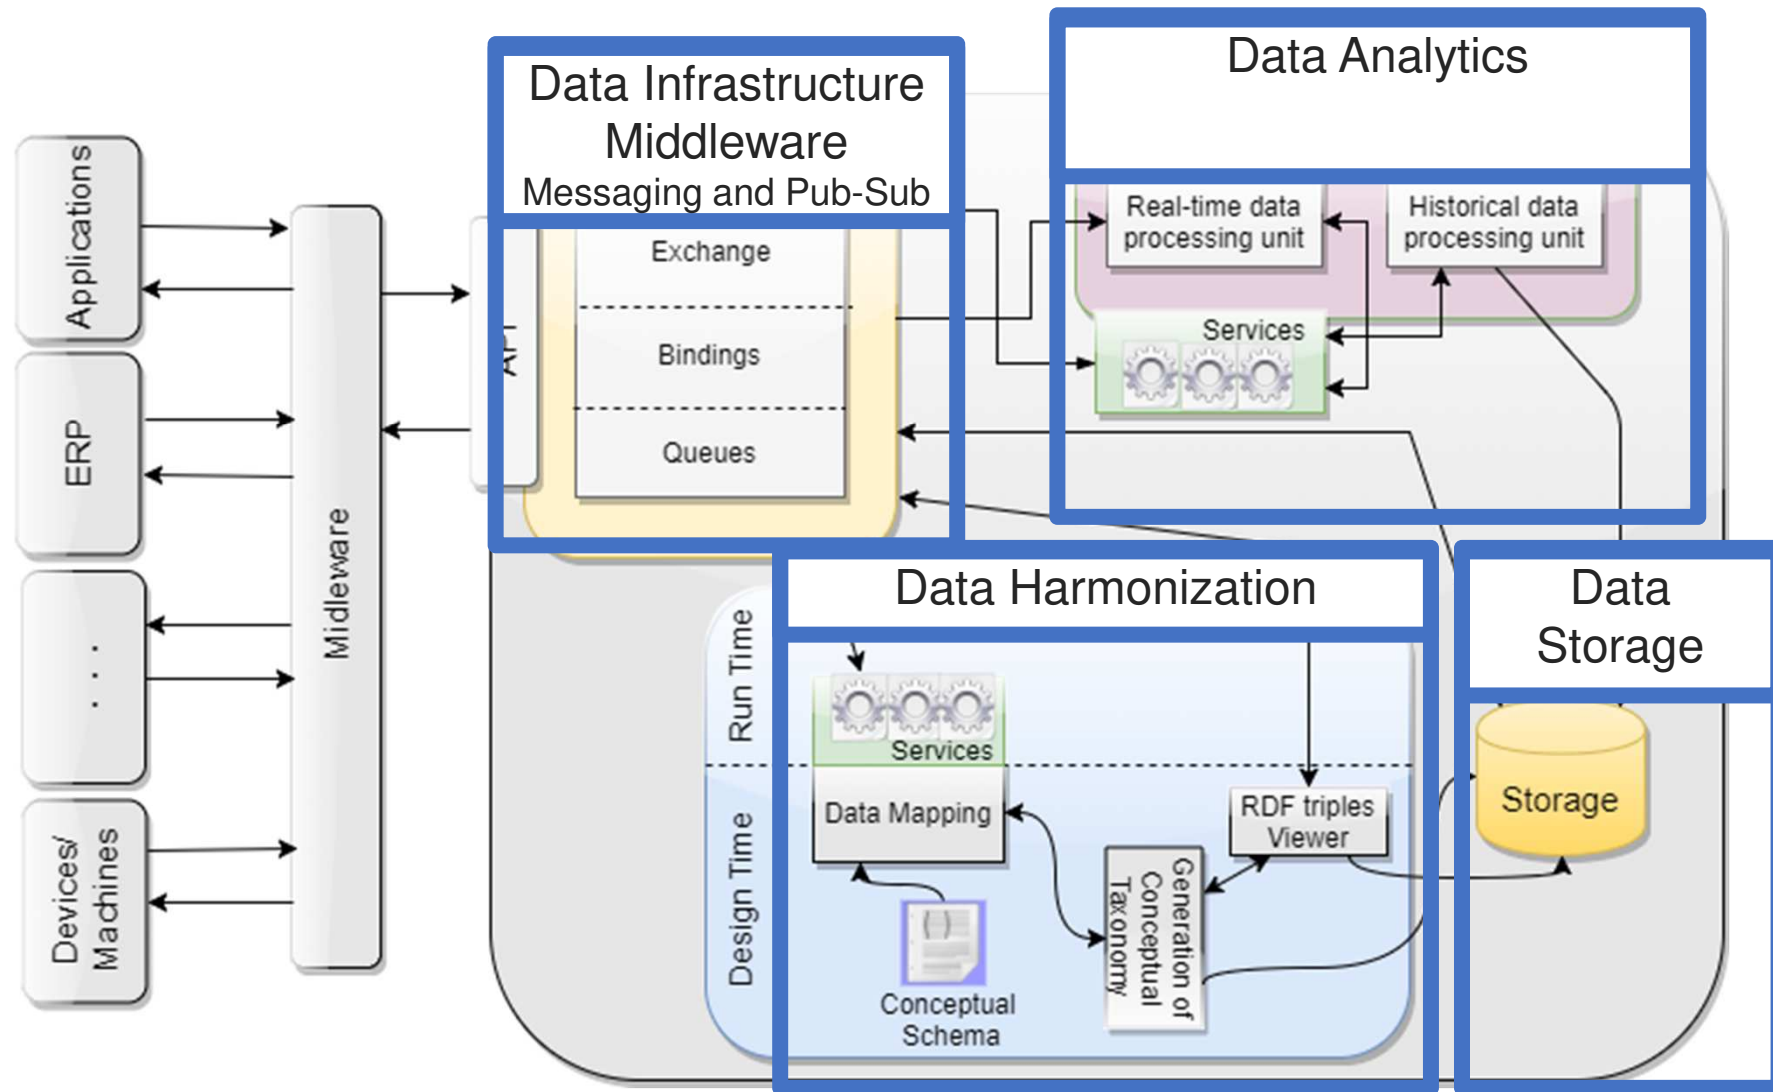 Data Infrastructure
Middleware
Messaging and Pub-Sub
Data Analytics
Applications
ERP
. . .
Devices/
Machines
Midleware
API
Exchange
Bindings
Queues
Real-time data
processing unit
Historical data
processing unit
Services
Data Harmonization
Data
Storage
Run Time
Design Time
Services
Data Mapping
Conceptual
Schema
Generation of
Conceptual
Taxonomy
RDF triples
Viewer
Storage